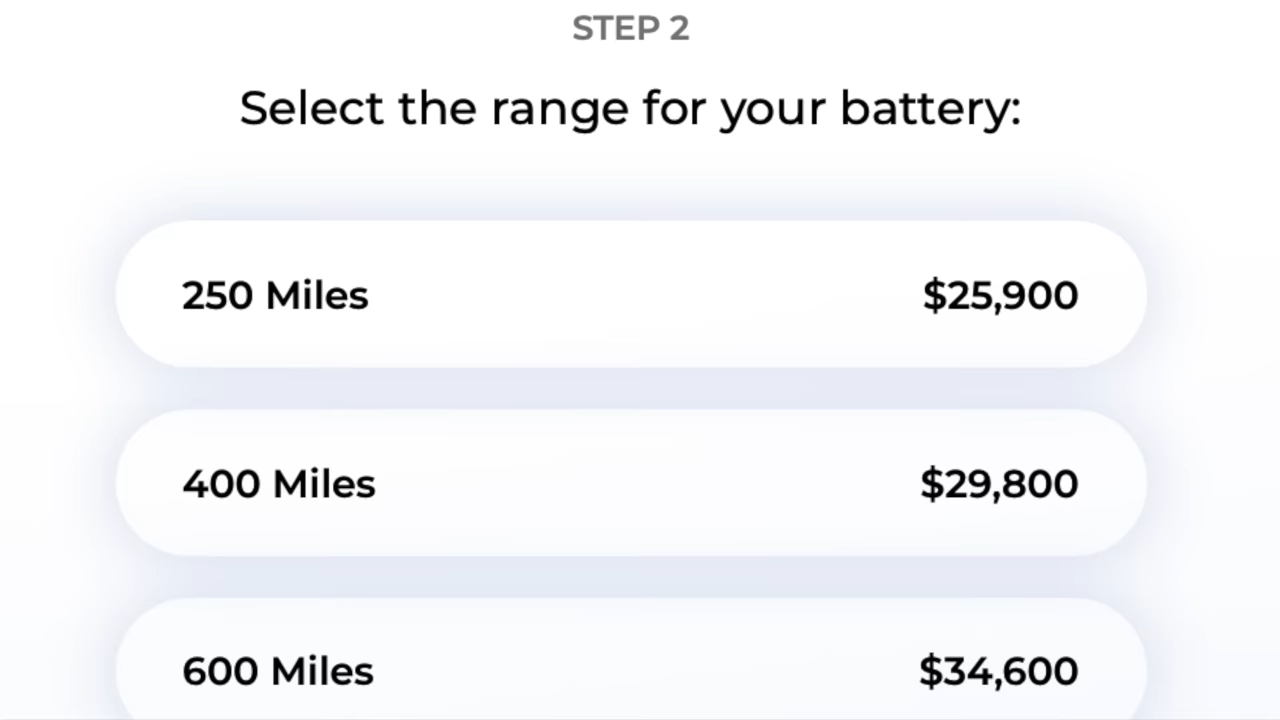 STEP 2
Select the range for your battery:
250 Miles $25,900
400 Miles $29,800
600 Miles $34,600